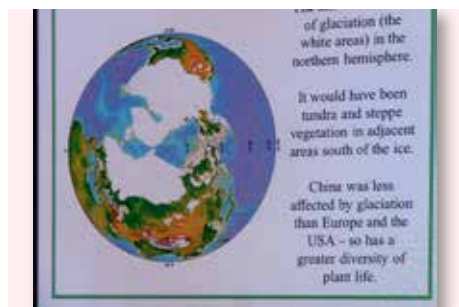 of glaciation (the
white areas) in the
northern hemisphere.
It would have been
tundra and steppe
vegetation in adjacent
areas south of the ice.
China was less
affected by glaciation
than Europe and the
USA – so has a
greater diversity of
plant life.